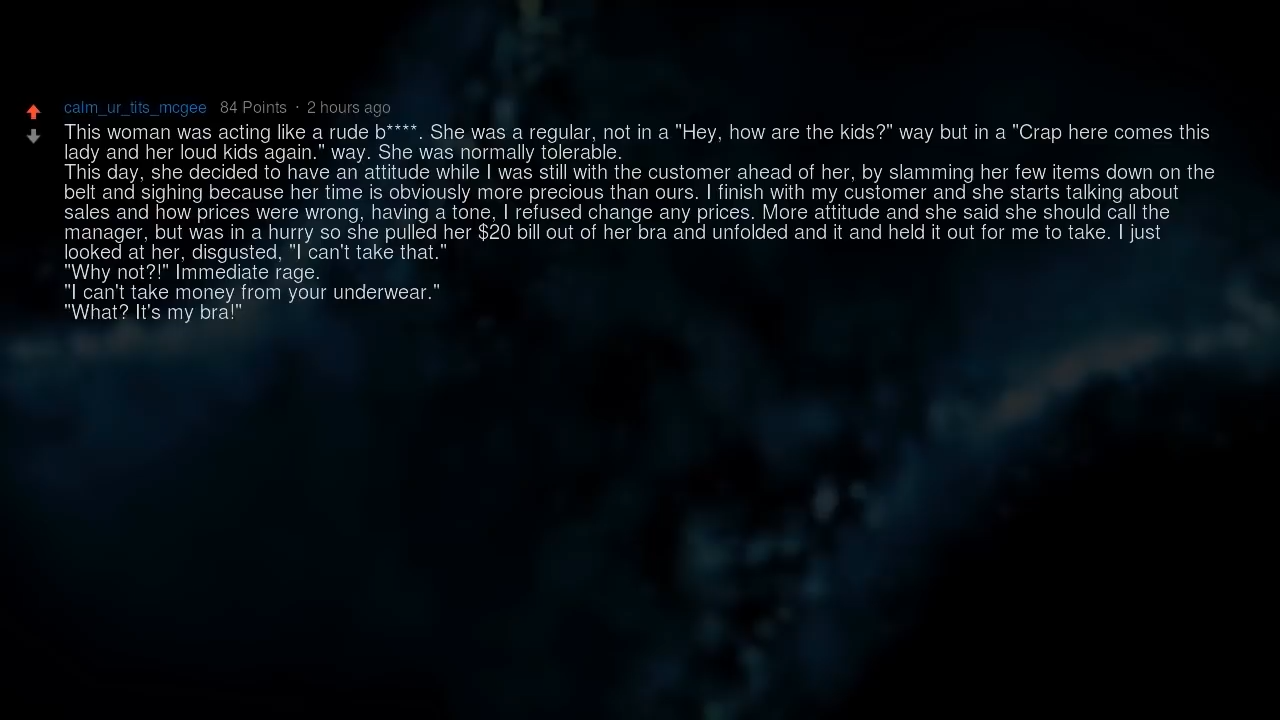 calm_ur_tits_mcgee 84 Points · 2 hours ago
This woman was acting like a rude b****. She was a regular, not in a "Hey, how are the kids?" way but in a "Crap here comes this
lady and her loud kids again." way. She was normally tolerable.
This day, she decided to have an attitude while I was still with the customer ahead of her, by slamming her few items down on the
belt and sighing because her time is obviously more precious than ours. I finish with my customer and she starts talking about
sales and how prices were wrong, having a tone, I refused change any prices. More attitude and she said she should call the
manager, but was in a hurry so she pulled her $20 bill out of her bra and unfolded and it and held it out for me to take. I just
looked at her, disgusted, "I can't take that."
"Why not?!" Immediate rage.
"I can't take money from your underwear."
"What? It's my bra!"